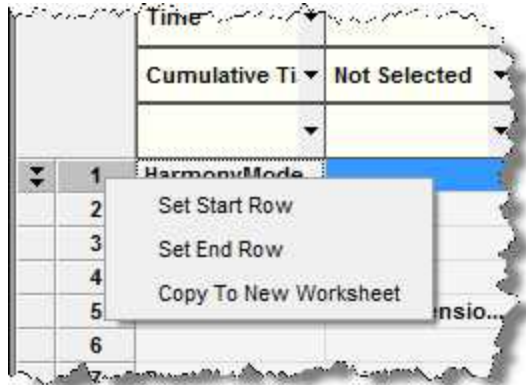 Time
Cumulative Ti Not Selected
1 HarmonyMode
2 Set Start Row
3 Set End Row
4
Copy To New Worksheet
5 ensio...
6
7